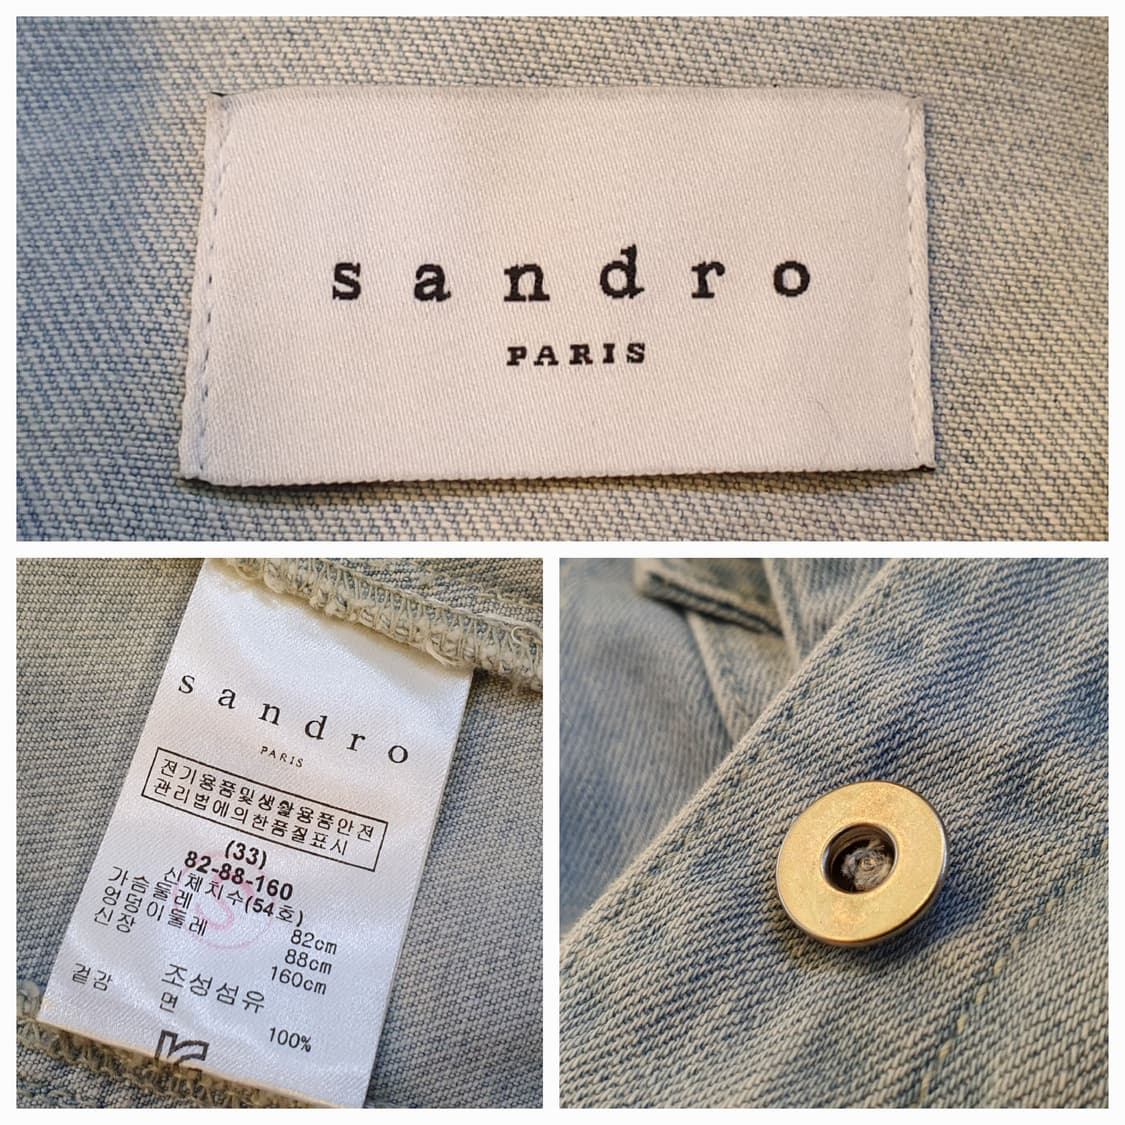 sandro
PARIS
sandro
PARIS
전기용품및생활용품안전
관리법에의한품질표시
(33)
82-88-160
신체치수(54호)
가슴둘레 82cm
엉덩이둘레 88cm
신장 160cm
조성섬유
겉감 면 100%
S